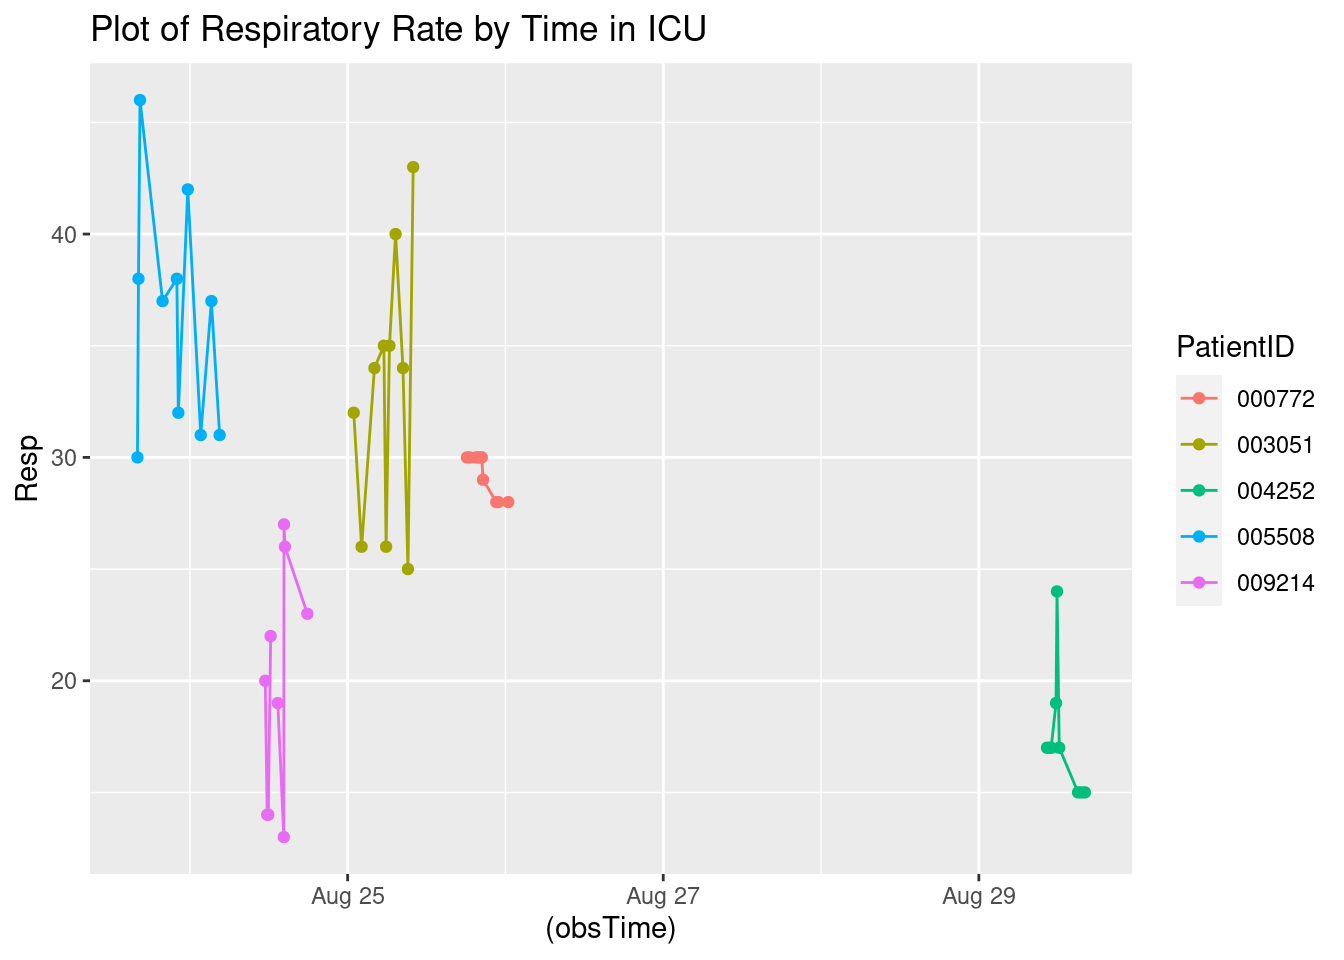 Plot of Respiratory Rate by Time in ICU
Resp
40
30
20
Aug 25
Aug 27
Aug 29
(obsTime)
PatientID
000772
003051
004252
005508
009214